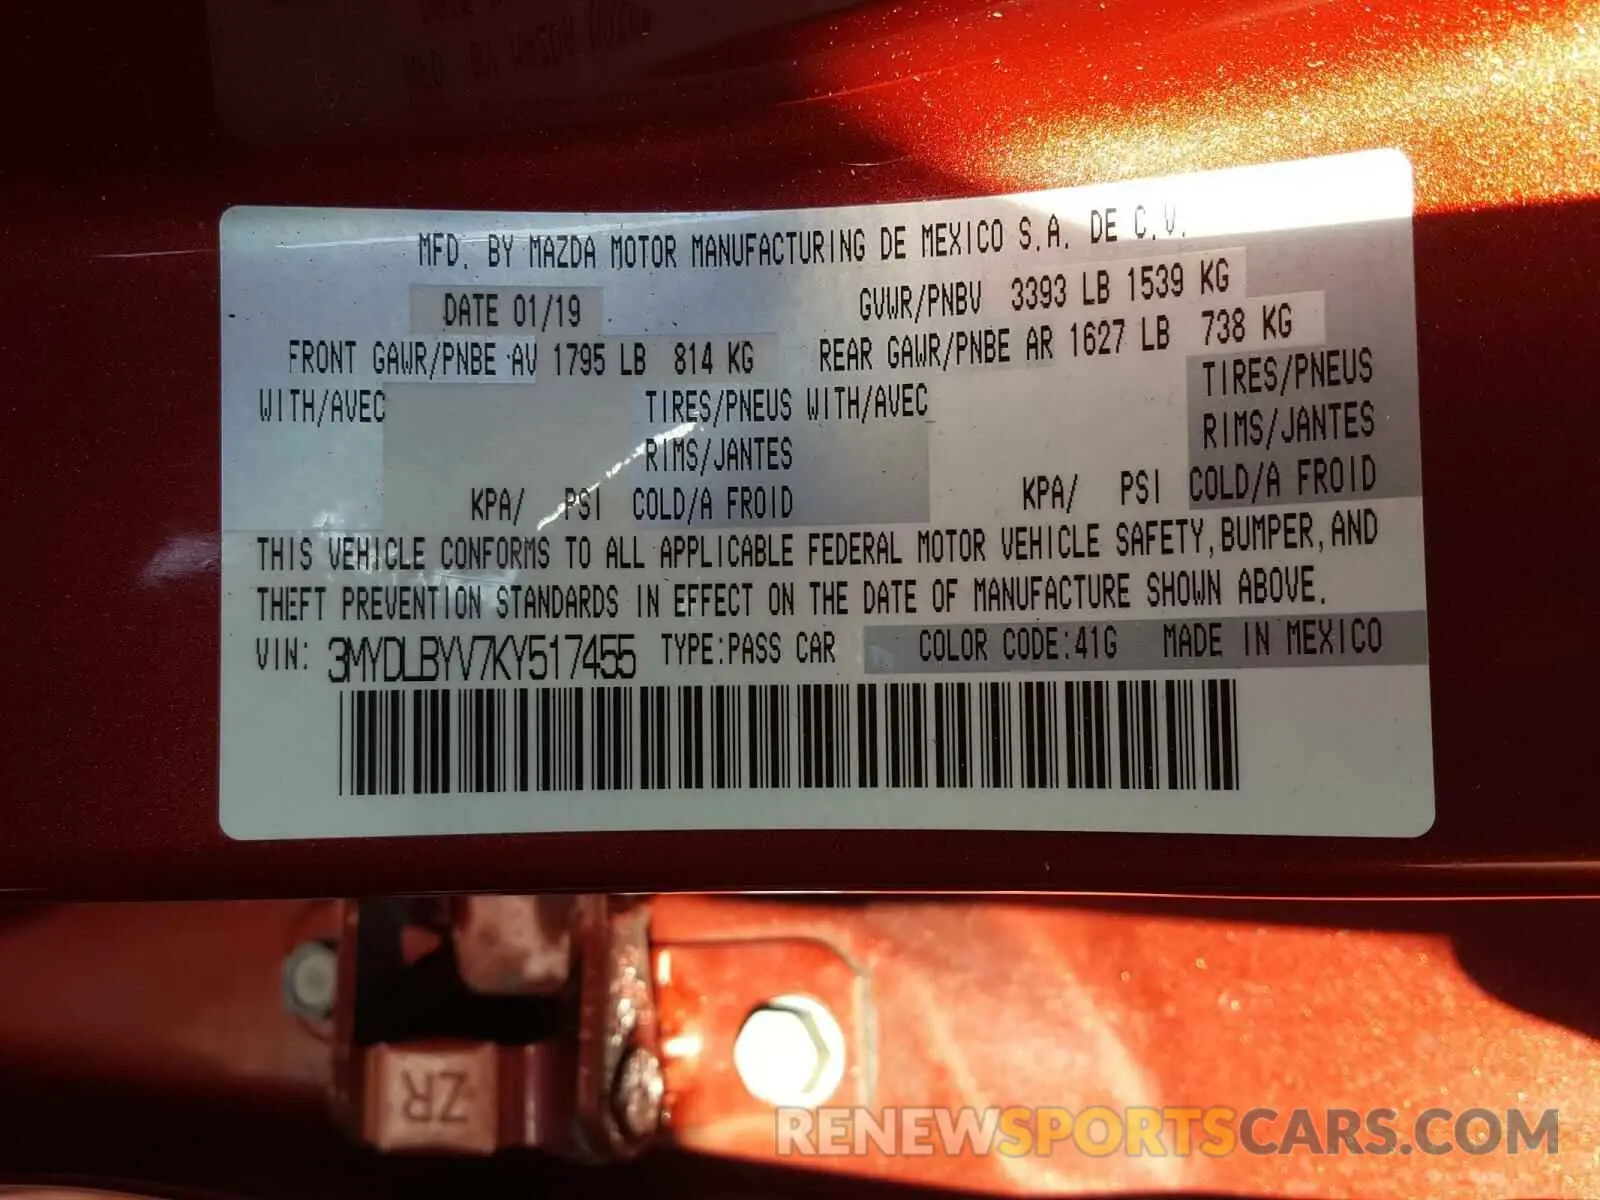 MFD. BY MAZDA MOTOR MANUFACTURING DE MEXICO S.A. DE C.V.
DATE 01/19 GVWR/PNBV 3393 LB 1539 KG
FRONT GAWR/PNBE AV 1795 LB 814 KG REAR GAWR/PNBE AR 1627 LB 738 KG
WITH/AVEC TIRES/PNEUS WITH/AVEC TIRES/PNEUS
RIMS/JANTES RIMS/JANTES
KPA/ PSI COLD/A FROID KPA/ PSI COLD/A FROID
THIS VEHICLE CONFORMS TO ALL APPLICABLE FEDERAL MOTOR VEHICLE SAFETY, BUMPER, AND
THEFT PREVENTION STANDARDS IN EFFECT ON THE DATE OF MANUFACTURE SHOWN ABOVE.
VIN: 3MYDLBYV7KY517455 TYPE:PASS CAR COLOR CODE:41G MADE IN MEXICO
ZR
RENEWSPORTSCARS.COM